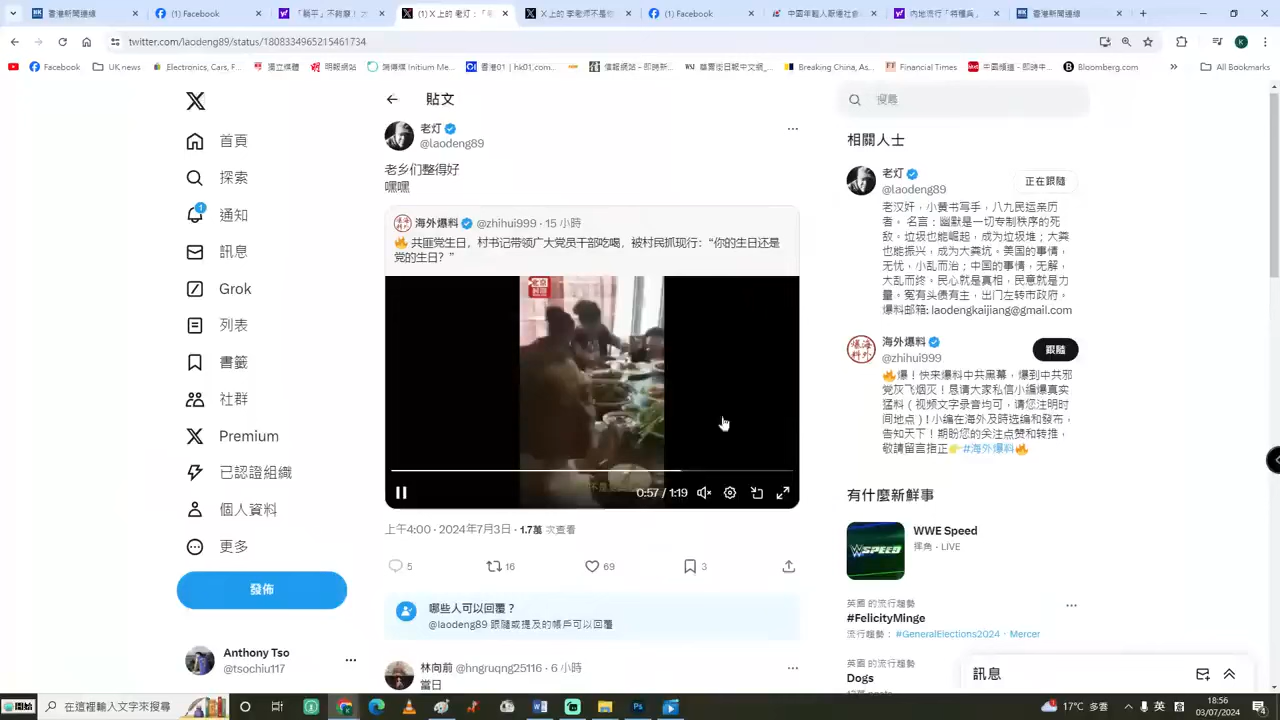 香港新聞連線
Facebook
「躺平」不夠慘！2
(1) X 上的 老灯：「老
X 上的 李老师不是你
Facebook
中國年輕人厭倦社會
內地流行「特種兵」
香港新聞連線
twitter.com/laodeng89/status/1808334965215461734
Facebook
UK news
Electronics, Cars, F...
獨立媒體
明報網站
端傳媒 Initium Me...
香港01 | hk01.com...
信報網站 - 即時新...
華爾街日報中文網_...
Breaking China, As...
Financial Times
中國頻道 - 即時中...
Bloomberg.com
All Bookmarks
首頁
探索
1
通知
訊息
Grok
列表
書籤
社群
Premium
已認證組織
個人資料
更多
發佈
Anthony Tso
@tsochiu117
貼文
老灯
@laodeng89
老乡们整得好
嘿嘿
海外爆料 @zhihui999 · 15 小時
🔥 共匪党生日，村书记带领广大党员干部吃喝，被村民抓现行：“你的生日还是
党的生日？”
0:57 / 1:19
上午4:00 · 2024年7月3日 · 1.7萬 次查看
5
16
69
3
哪些人可以回覆？
@laodeng89 跟隨或提及的帳戶可以回覆
林向前 @hngruqng25116 · 6 小時
當日
搜尋
相關人士
老灯
@laodeng89
正在跟隨
老汉奸，小黄书写手，八九民运亲历
者。 名言：幽默是一切专制秩序的死
敌。垃圾也能崛起，成为垃圾堆；大粪
也能振兴，成为大粪坑。美国的事情，
无忧，小乱而治；中国的事情，无解，
大乱而终。民心就是真相，民意就是力
量。冤有头债有主，出门左转市政府。
爆料邮箱: laodengkaijiang@gmail.com
海外爆料
@zhihui999
跟隨
🔥爆！快来爆料中共黑幕，爆到中共邪
党灰飞烟灭！恳请大家私信小编爆真实
猛料（视频文字录音均可，请您注明时
间地点）！小编在海外及時选编和發布，
告知天下！期盼您的关注点赞和转推，
敬請留言指正👉#海外爆料🔥
有什麼新鮮事
WWE Speed
摔角 · LIVE
英國 的流行趨勢
#FelicityMinge
流行趨勢： #GeneralElections2024 · Mercer
英國 的流行趨勢
Dogs
訊息
開始
在這裡輸入文字來搜尋
17°C 多雲
英
18:56
03/07/2024